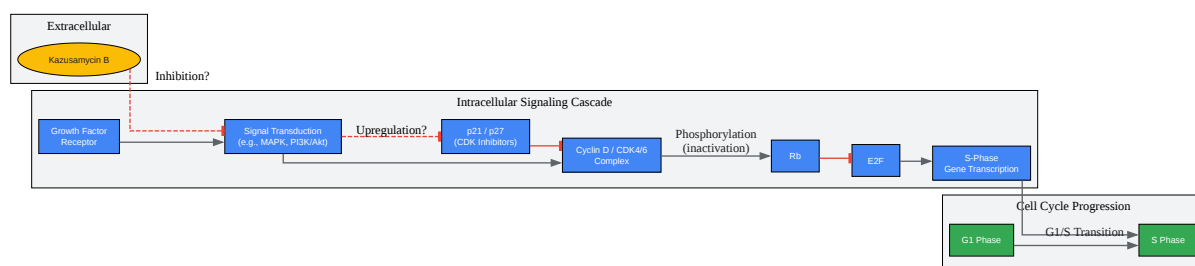 Extracellular
Kazusamycin B
Inhibition?
Intracellular Signaling Cascade
Growth Factor
Receptor
Signal Transduction
(e.g., MAPK, PI3K/Akt)
Upregulation?
p21 / p27
(CDK Inhibitors)
Cyclin D / CDK4/6
Complex
Phosphorylation
(inactivation)
Rb
E2F
S-Phase
Gene Transcription
Cell Cycle Progression
G1 Phase
G1/S Transition
S Phase